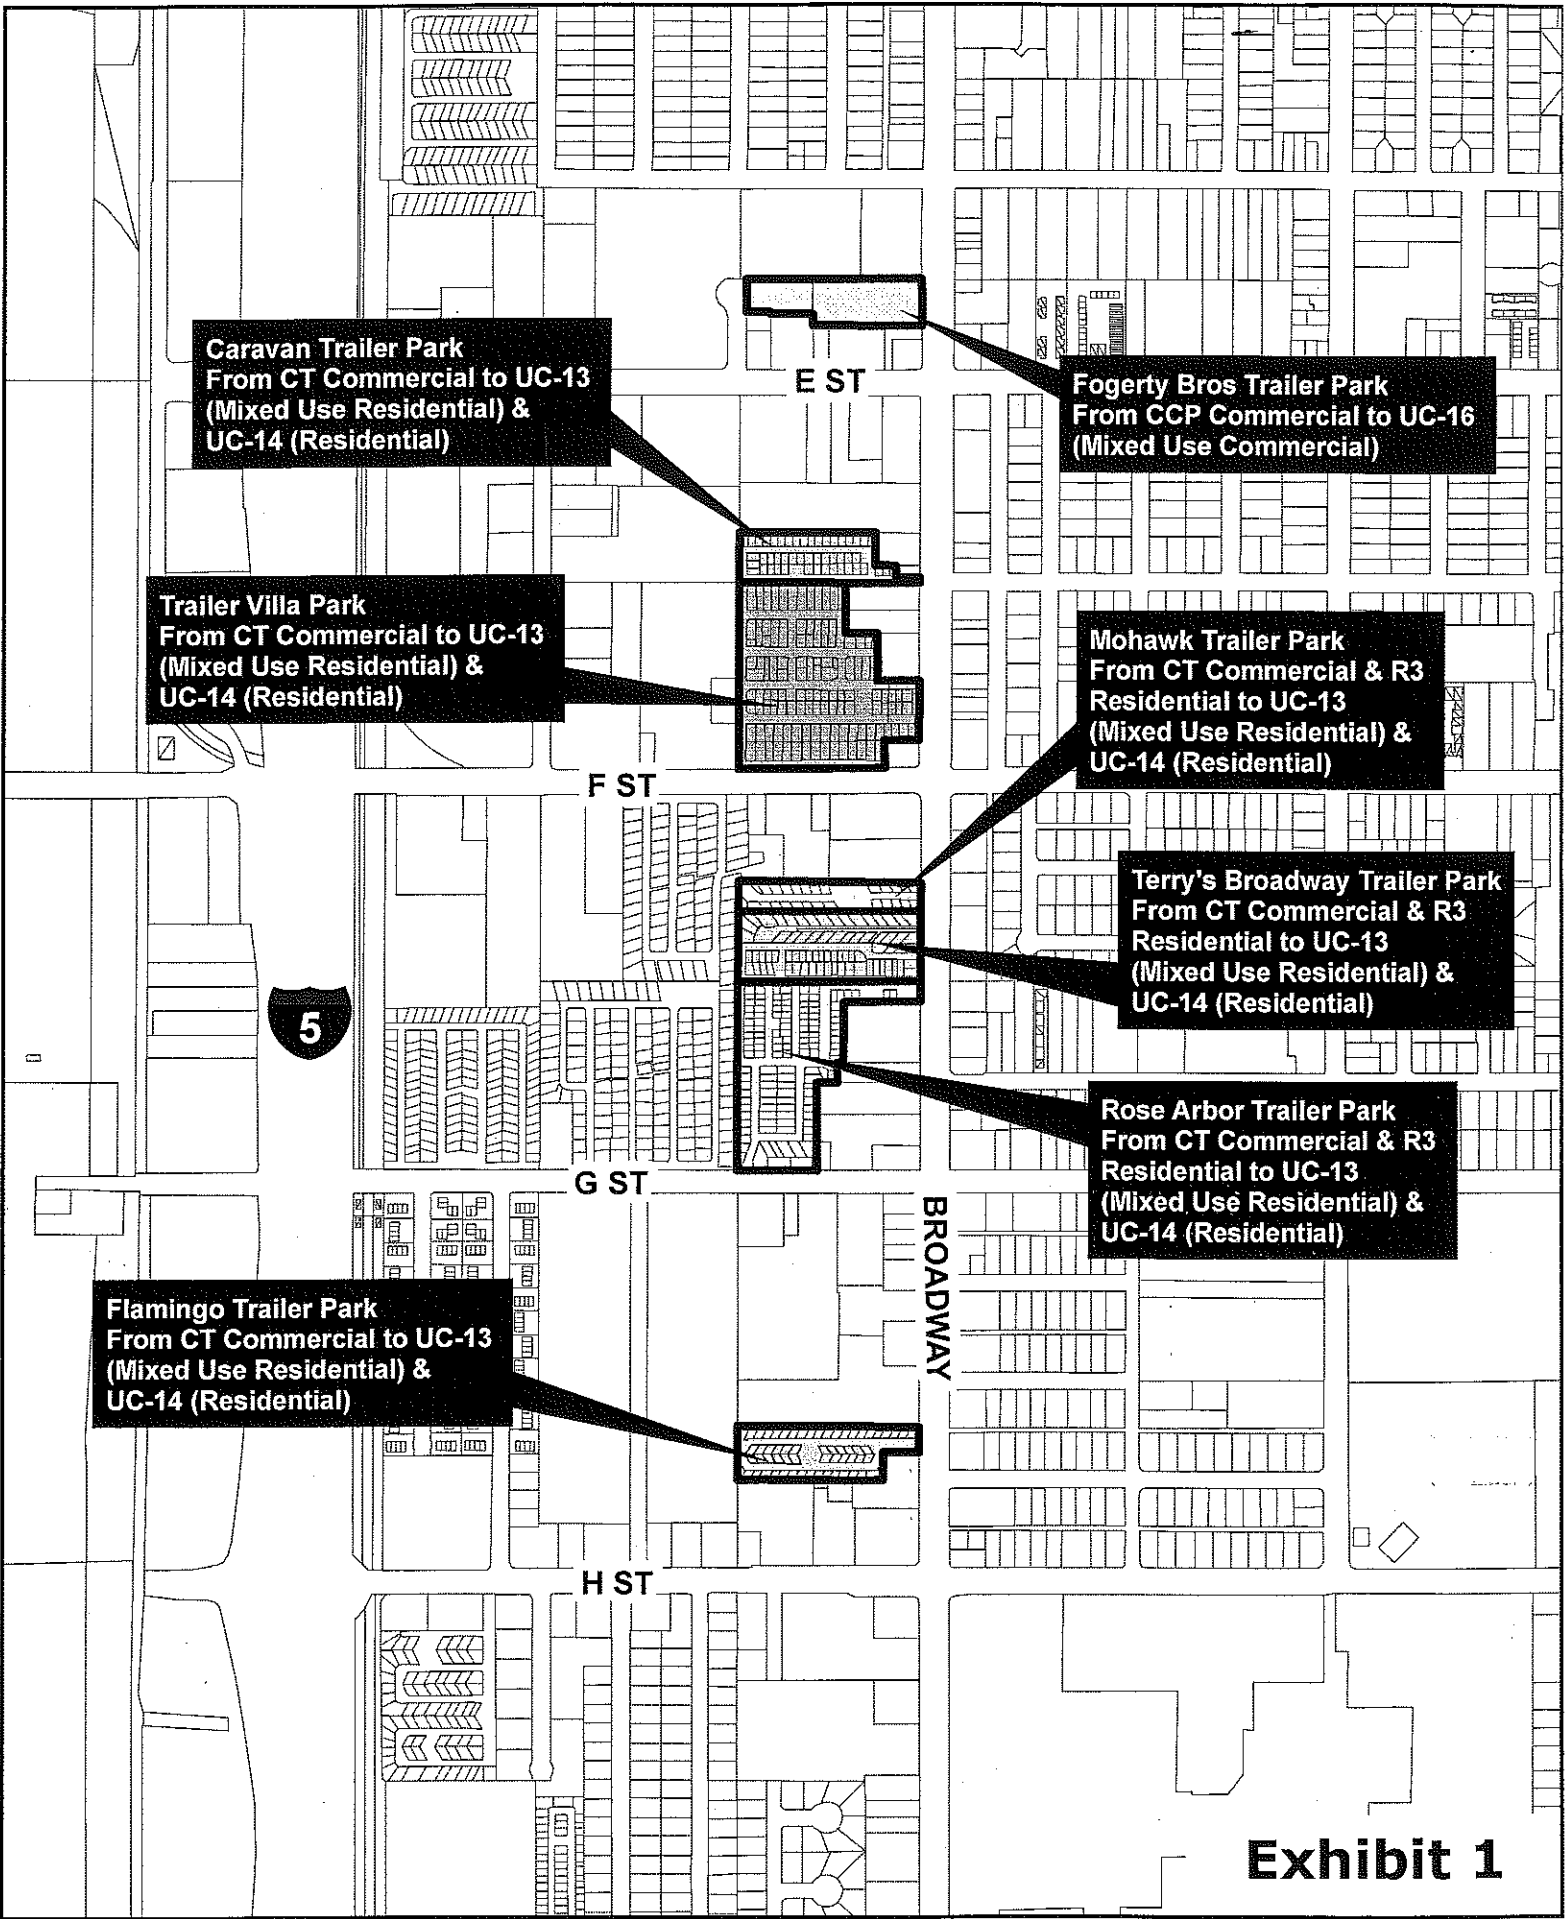 Caravan Trailer Park
From CT Commercial to UC-13
(Mixed Use Residential) &
UC-14 (Residential)
E ST
Fogerty Bros Trailer Park
From CCP Commercial to UC-16
(Mixed Use Commercial)
Trailer Villa Park
From CT Commercial to UC-13
(Mixed Use Residential) &
UC-14 (Residential)
Mohawk Trailer Park
From CT Commercial & R3
Residential to UC-13
(Mixed Use Residential) &
UC-14 (Residential)
F ST
Terry's Broadway Trailer Park
From CT Commercial & R3
Residential to UC-13
(Mixed Use Residential) &
UC-14 (Residential)
5
Rose Arbor Trailer Park
From CT Commercial & R3
Residential to UC-13
(Mixed Use Residential) &
UC-14 (Residential)
G ST
BROADWAY
Flamingo Trailer Park
From CT Commercial to UC-13
(Mixed Use Residential) &
UC-14 (Residential)
H ST
Exhibit 1